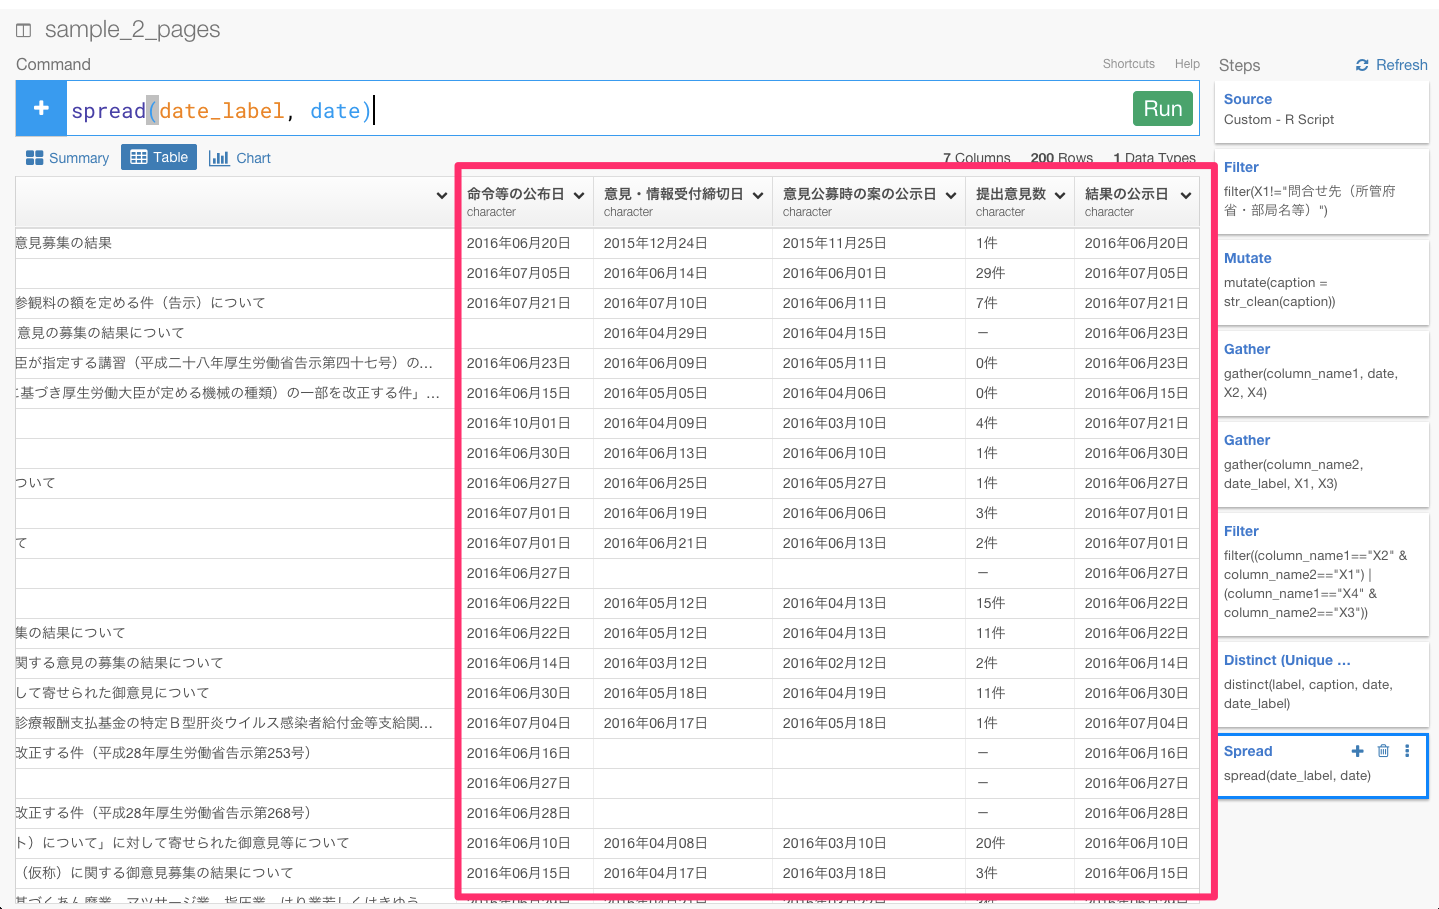 sample_2_pages
Command
Shortcuts Help
spread(date_label, date)
Run
Summary Table Chart
7 Columns 200 Rows 1 Data Types
命令等の公布日 意見・情報受付締切日 意見公募時の案の公示日 提出意見数 結果の公示日
character character character character character
意見募集の結果 2016年06月20日 2015年12月24日 2015年11月25日 1件 2016年06月20日
2016年07月05日 2016年06月14日 2016年06月01日 29件 2016年07月05日
参観料の額を定める件（告示）について 2016年07月21日 2016年07月10日 2016年06月11日 7件 2016年07月21日
意見の募集の結果について 2016年04月29日 2016年04月15日 － 2016年06月23日
臣が指定する講習（平成二十八年厚生労働省告示第四十七号）の… 2016年06月23日 2016年06月09日 2016年05月11日 0件 2016年06月23日
に基づき厚生労働大臣が定める機械の種類）の一部を改正する件」… 2016年06月15日 2016年05月05日 2016年04月06日 0件 2016年06月15日
2016年10月01日 2016年04月09日 2016年03月10日 4件 2016年07月21日
2016年06月30日 2016年06月13日 2016年06月10日 1件 2016年06月30日
ついて 2016年06月27日 2016年06月25日 2016年05月27日 1件 2016年06月27日
2016年07月01日 2016年06月19日 2016年06月06日 3件 2016年07月01日
て 2016年07月01日 2016年06月21日 2016年06月13日 2件 2016年07月01日
2016年06月27日 － 2016年06月27日
2016年06月22日 2016年05月12日 2016年04月13日 15件 2016年06月22日
集の結果について 2016年06月22日 2016年05月12日 2016年04月13日 11件 2016年06月22日
関する意見の募集の結果について 2016年06月14日 2016年03月12日 2016年02月12日 2件 2016年06月14日
して寄せられた御意見について 2016年06月30日 2016年05月18日 2016年04月19日 11件 2016年06月30日
診療報酬支払基金の特定Ｂ型肝炎ウイルス感染者給付金等支給関… 2016年07月04日 2016年06月17日 2016年05月18日 1件 2016年07月04日
改正する件（平成28年厚生労働省告示第253号） 2016年06月16日 － 2016年06月16日
2016年06月27日 － 2016年06月27日
改正する件（平成28年厚生労働省告示第268号） 2016年06月28日 － 2016年06月28日
ト）について」に対して寄せられた御意見等について 2016年06月10日 2016年04月08日 2016年03月10日 20件 2016年06月10日
（仮称）に関する御意見募集の結果について 2016年06月15日 2016年04月17日 2016年03月18日 3件 2016年06月15日
Steps Refresh
Source
Custom - R Script
Filter
filter(X1!="問合せ先（所管府
省・部局名等）")
Mutate
mutate(caption =
str_clean(caption))
Gather
gather(column_name1, date,
X2, X4)
Gather
gather(column_name2,
date_label, X1, X3)
Filter
filter((column_name1=="X2" &
column_name2=="X1") |
(column_name1=="X4" &
column_name2=="X3"))
Distinct (Unique ...
distinct(label, caption, date,
date_label)
Spread
spread(date_label, date)